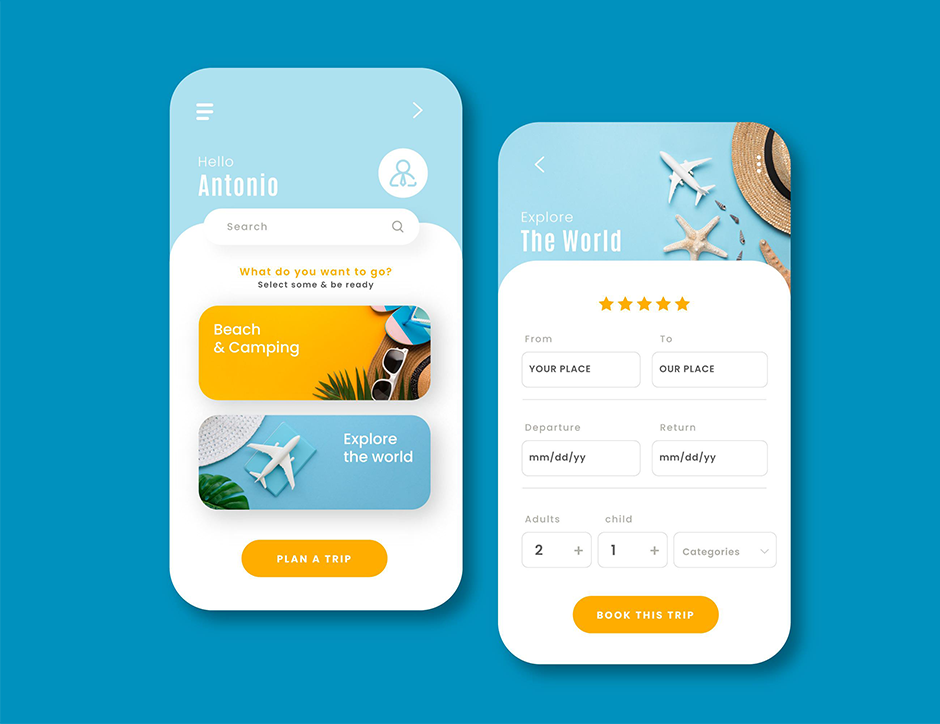 Hello
Antonio
Search
What do you want to go?
Select some & be ready
Beach
& Camping
Explore
the world
PLAN A TRIP
Explore
The World
From To
YOUR PLACE OUR PLACE
Departure Return
mm/dd/yy mm/dd/yy
Adults child
2 + 1 + Categories
BOOK THIS TRIP